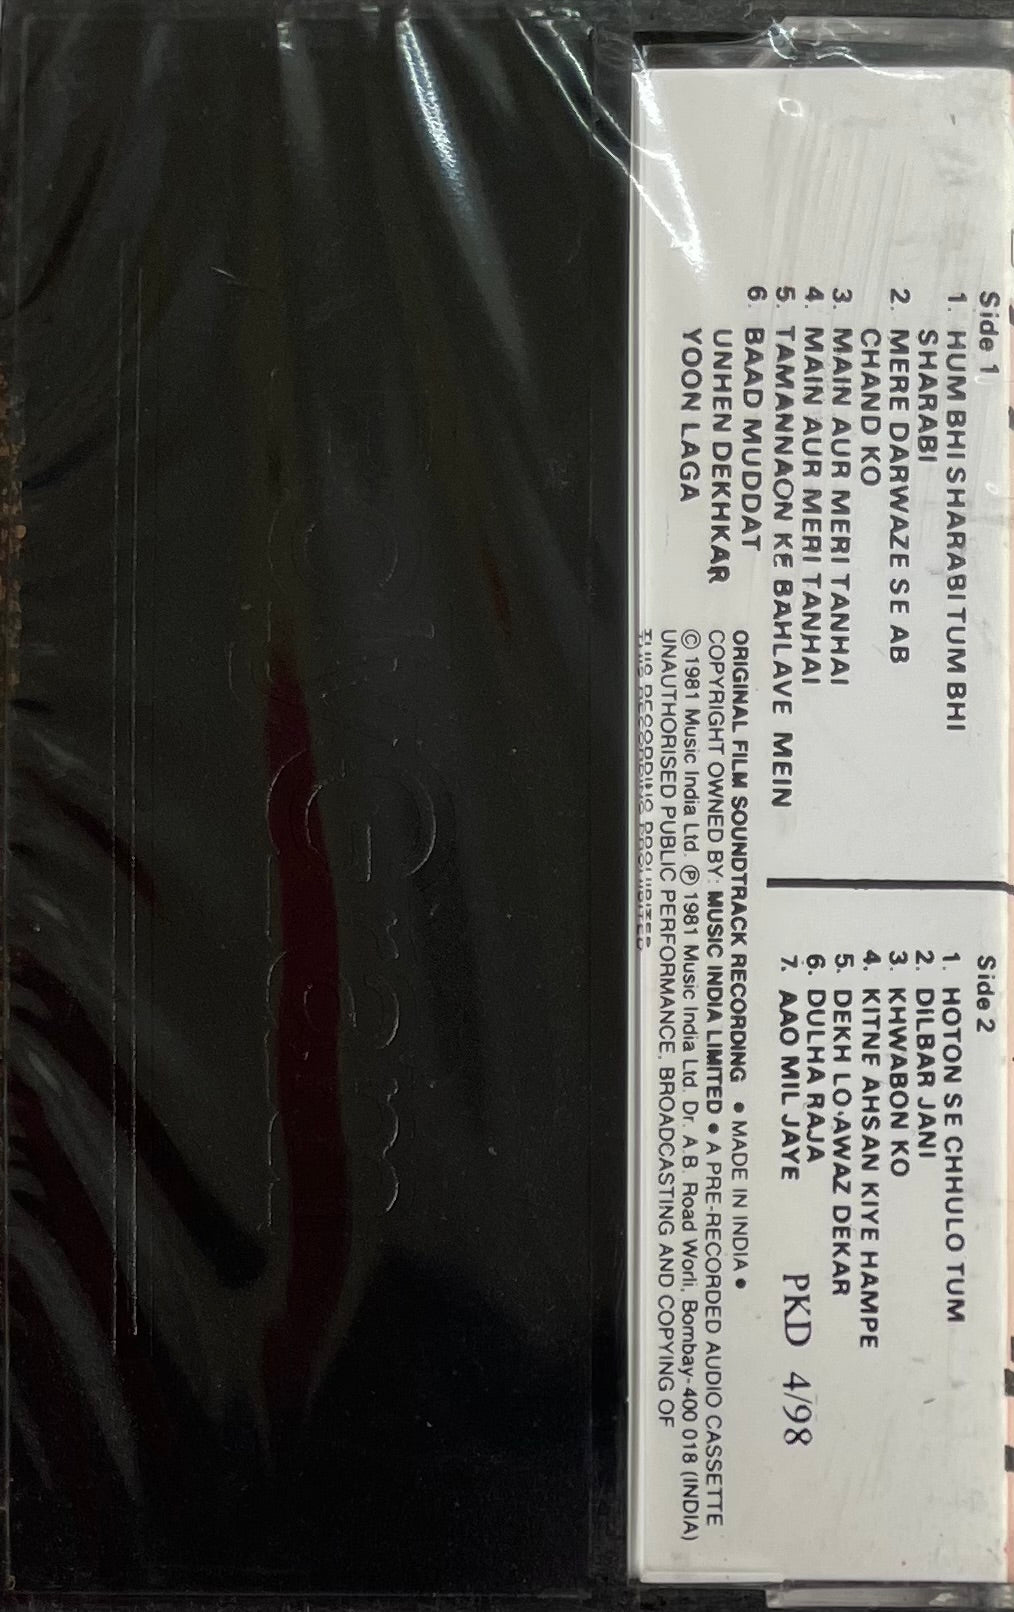 Side 1
1. HUM BHI SHARABI TUM BHI
SHARABI
2. MERE DARWAZE SE AB
CHAND KO
3. MAIN AUR MERI TANHAI
4. MAIN AUR MERI TANHAI
5. TAMANNAON KE BAHLAVE MEIN
6. BAAD MUDDAT
UNHEN DEKHKAR
YOON LAGA
Side 2
1. HOTON SE CHHULO TUM
2. DILBAR JANI
3. KHWABON KO
4. KITNE AHSAN KIYE HAMPE
5. DEKH LO AWAZ DEKAR
6. DULHA RAJA
7. AAO MIL JAYE
PKD 4/98
ORIGINAL FILM SOUNDTRACK RECORDING • MADE IN INDIA •
COPYRIGHT OWNED BY: MUSIC INDIA LIMITED • A PRE-RECORDED AUDIO CASSETTE
© 1981 Music India Ltd. ℗ 1981 Music India Ltd. Dr. A.B. Road Worli, Bombay-400 018 (INDIA)
UNAUTHORISED PUBLIC PERFORMANCE, BROADCASTING AND COPYING OF
THIS RECORDING PROHIBITED